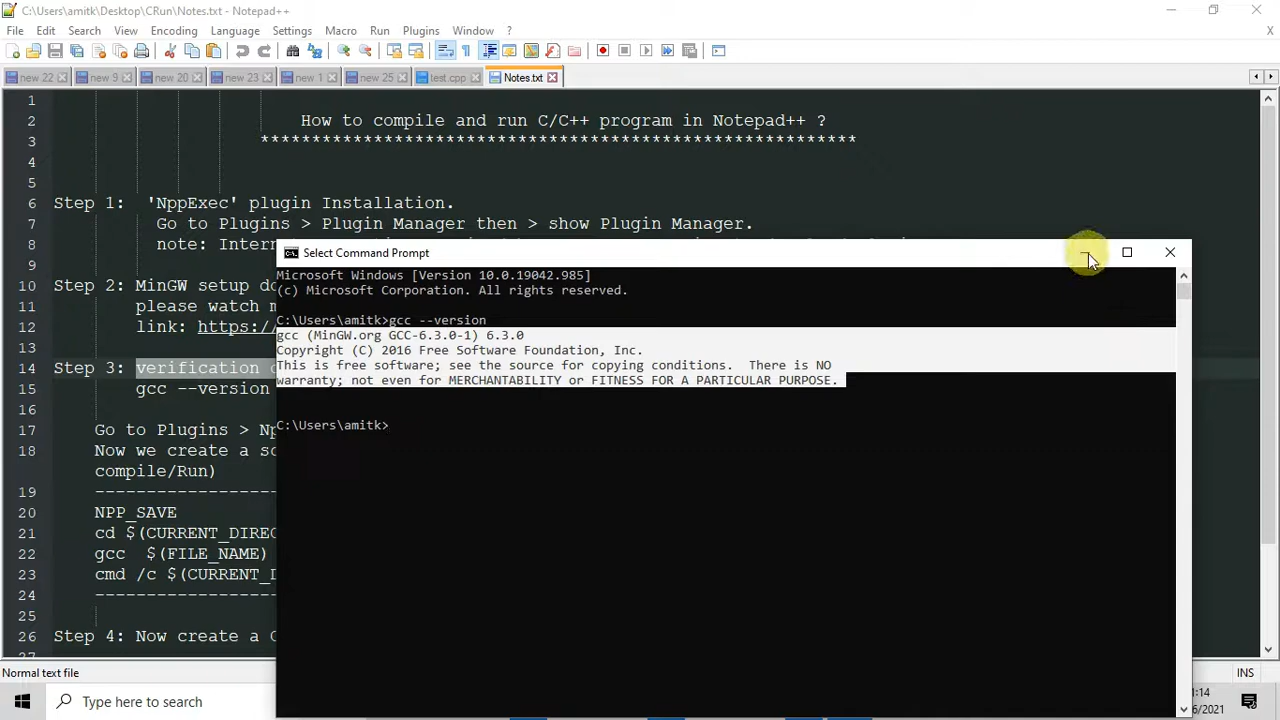 C:\Users\amitk\Desktop\CRun\Notes.txt - Notepad++
File Edit Search View Encoding Language Settings Macro Run Plugins Window ? X
new 22 new 9 new 20 new 23 new 1 new 25 test.cpp Notes.txt
1
2 How to compile and run C/C++ program in Notepad++ ?
3 **********************************************************
4
5
6 Step 1: 'NppExec' plugin Installation.
7 Go to Plugins > Plugin Manager then > show Plugin Manager.
8 note: Intern
9
10 Step 2: MinGW setup do
11 please watch m
12 link: https:/
13
14 Step 3: verification
15 gcc --version
16
17 Go to Plugins > Np
18 Now we create a sc
compile/Run)
19 ------------------
20 NPP_SAVE
21 cd $(CURRENT_DIREC
22 gcc $(FILE_NAME)
23 cmd /c $(CURRENT_D
24 ------------------
25
26 Step 4: Now create a C
27
Select Command Prompt
Microsoft Windows [Version 10.0.19042.985]
(c) Microsoft Corporation. All rights reserved.
C:\Users\amitk>gcc --version
gcc (MinGW.org GCC-6.3.0-1) 6.3.0
Copyright (C) 2016 Free Software Foundation, Inc.
This is free software; see the source for copying conditions.  There is NO
warranty; not even for MERCHANTABILITY or FITNESS FOR A PARTICULAR PURPOSE.
C:\Users\amitk>
Normal text file INS
Type here to search
:14
6/2021